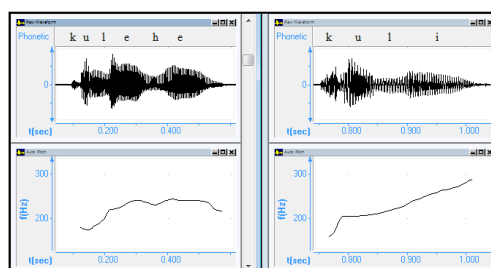 Raw Waveform
Phonetic k u l e h e
0
t(sec) 0.200 0.400
Auto Pitch
300
f(Hz)
200
t(sec) 0.200 0.400
Raw Waveform
Phonetic k u l i
0
t(sec) 0.800 0.900 1.000
Auto Pitch
300
f(Hz)
200
t(sec) 0.800 0.900 1.000